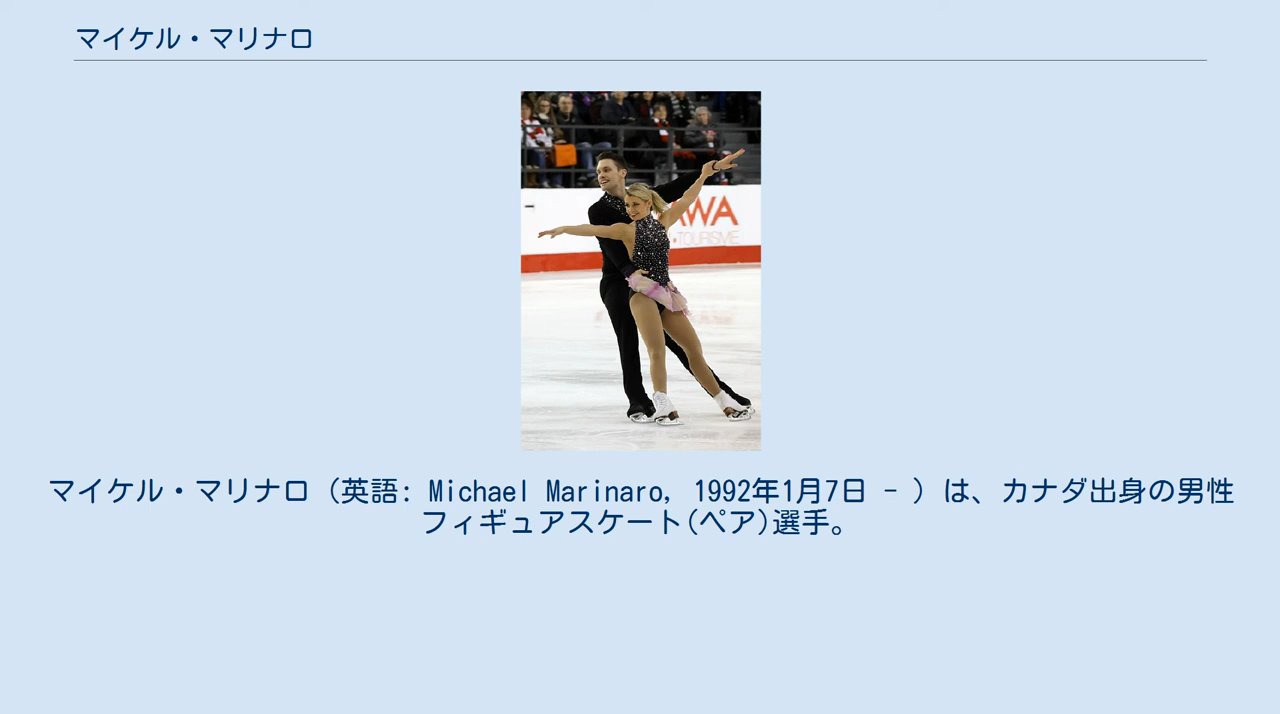 マイケル・マリナロ
AWA
TOURISME
マイケル・マリナロ (英語: Michael Marinaro, 1992年1月7日 - ) は、カナダ出身の男性
フィギュアスケート(ペア)選手。